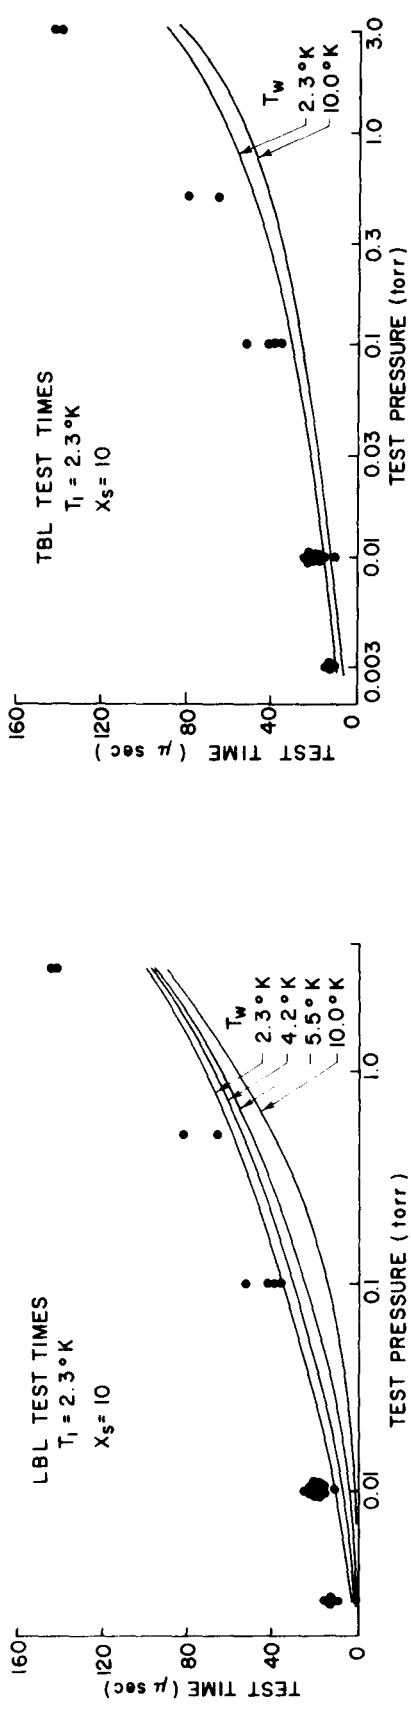 LBL TEST TIMES
T₁ = 2.3°K
Xₛ = 10
160
120
80
40
0
TEST TIME (μ sec)
T_W
2.3°K
4.2°K
5.5°K
10.0°K
0.01
0.1
1.0
TEST PRESSURE (torr)
TBL TEST TIMES
T₁ = 2.3°K
Xₛ = 10
160
120
80
40
0
TEST TIME (μ sec)
T_W
2.3°K
10.0°K
0.003
0.01
0.03
0.1
0.3
1.0
3.0
TEST PRESSURE (torr)